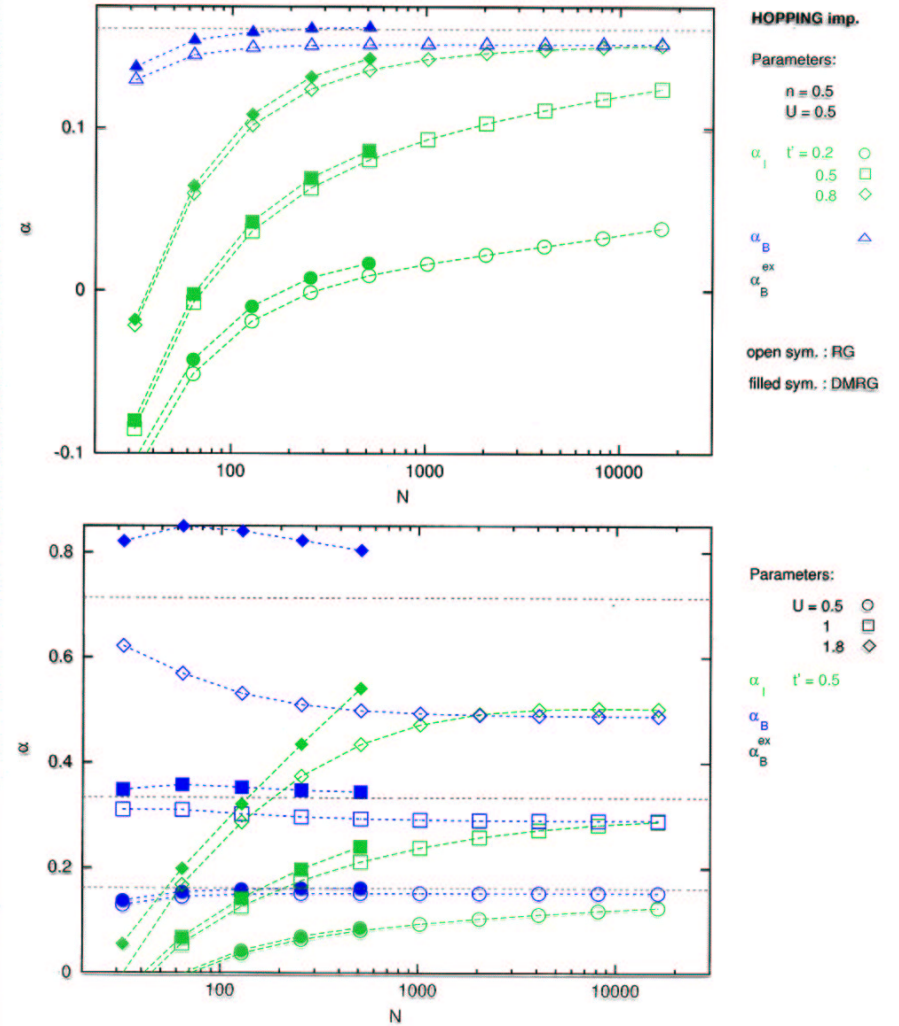 HOPPING imp.
Parameters:
n = 0.5
U = 0.5
α_I t' = 0.2
0.5
0.8
α_B
α_B^ex
open sym. : RG
filled sym. : DMRG
0.1
0
-0.1
α
100 1000 10000
N
Parameters:
U = 0.5
1
1.8
α_I t' = 0.5
α_B
α_B^ex
0.8
0.6
0.4
0.2
0
α
100 1000 10000
N